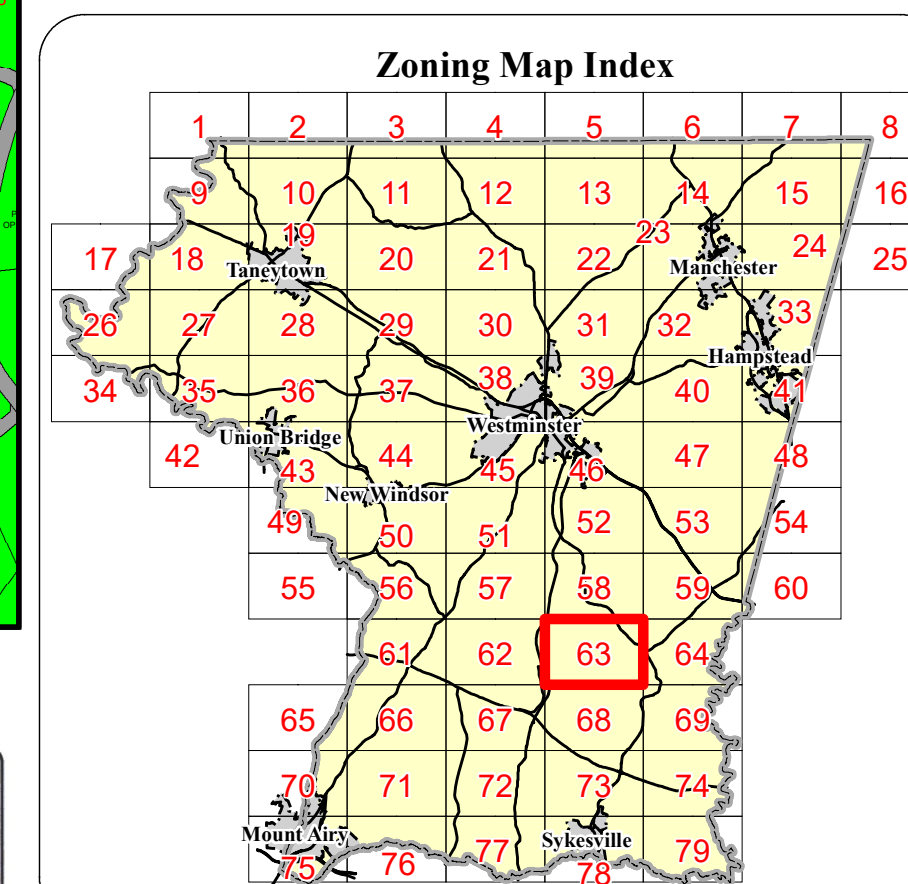 Zoning Map Index
1 2 3 4 5 6 7 8
9 10 11 12 13 14 15 16
17 18 19 20 21 22 23 24 25
Taneytown Manchester
26 27 28 29 30 31 32 33
Hampstead
34 35 36 37 38 39 40 41
Westminster
Union Bridge
42 43 44 45 46 47 48
New Windsor
49 50 51 52 53 54
55 56 57 58 59 60
61 62 63 64
65 66 67 68 69
70 71 72 73 74
Mount Airy Sykesville
75 76 77 78 79
OP